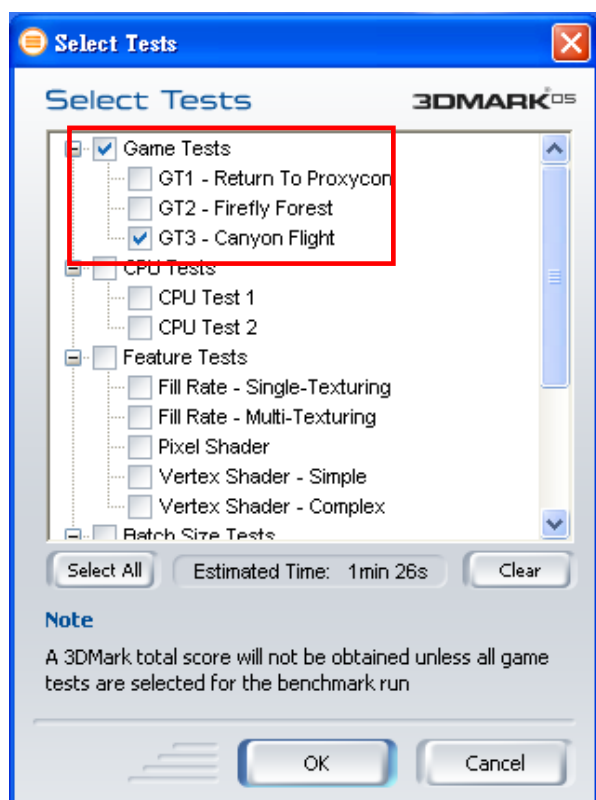 Select Tests
Select Tests
3DMARK05
Game Tests
GT1 - Return To Proxycon
GT2 - Firefly Forest
GT3 - Canyon Flight
CPU Tests
CPU Test 1
CPU Test 2
Feature Tests
Fill Rate - Single-Texturing
Fill Rate - Multi-Texturing
Pixel Shader
Vertex Shader - Simple
Vertex Shader - Complex
Batch Size Tests
Select All
Estimated Time: 1min 26s
Clear
Note
A 3DMark total score will not be obtained unless all game
tests are selected for the benchmark run
OK
Cancel